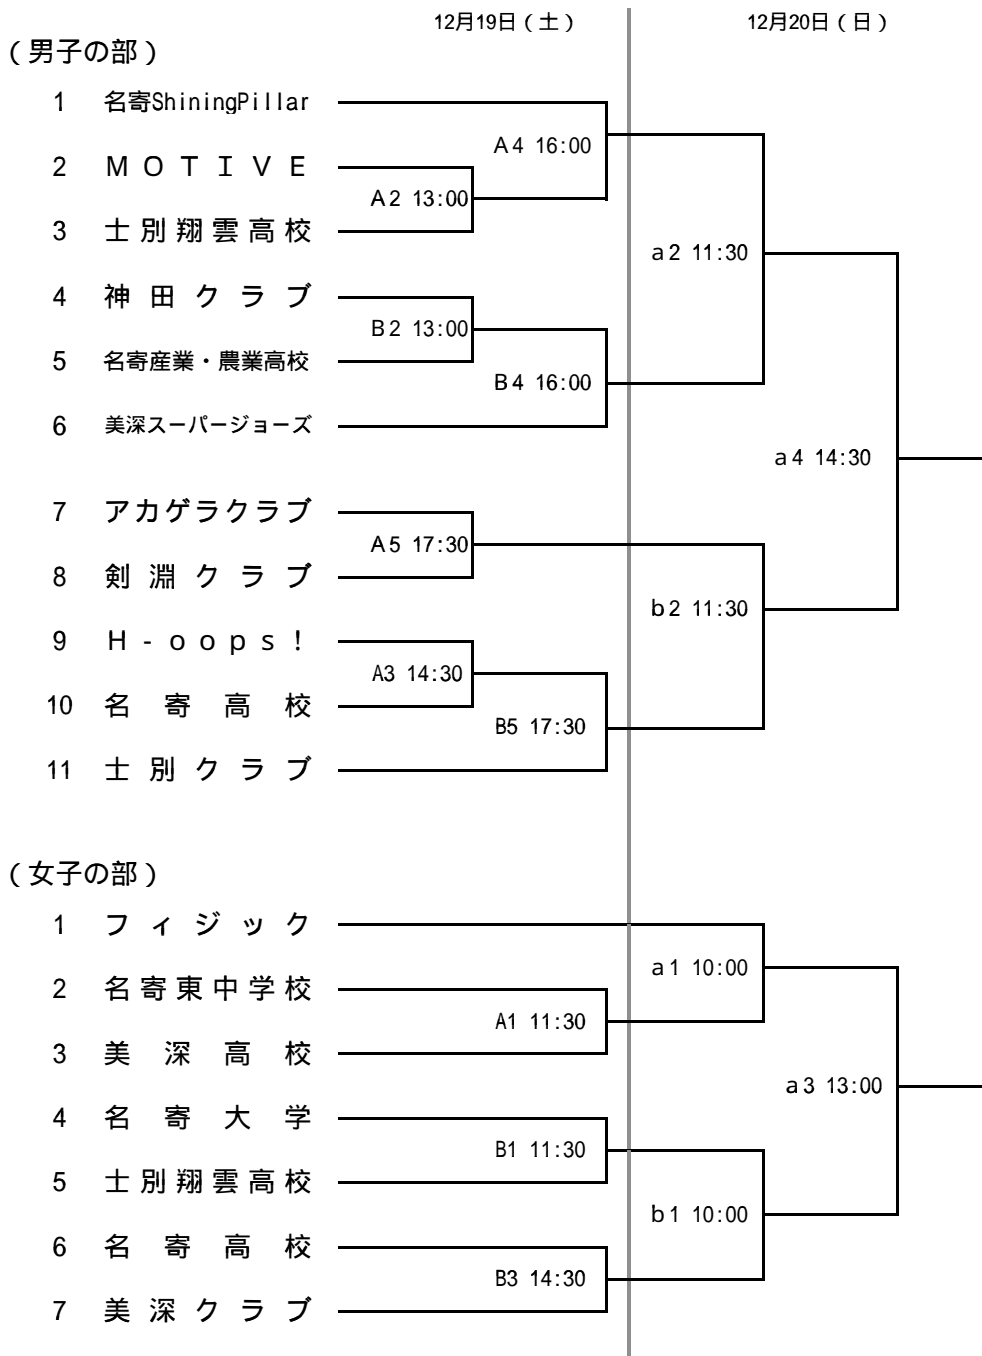 12月19日（土） 12月20日（日）
（男子の部）
1 名寄ShiningPillar
A4 16:00
2 ＭＯＴＩＶＥ
A2 13:00
3 士別翔雲高校
a2 11:30
4 神田クラブ
B2 13:00
5 名寄産業・農業高校
B4 16:00
6 美深スーパージョーズ
a4 14:30
7 アカゲラクラブ
A5 17:30
8 剣淵クラブ
b2 11:30
9 Ｈ-ｏｏｐｓ！
A3 14:30
10 名寄高校
B5 17:30
11 士別クラブ
（女子の部）
1 フィジック
a1 10:00
2 名寄東中学校
A1 11:30
3 美深高校
a3 13:00
4 名寄大学
B1 11:30
5 士別翔雲高校
b1 10:00
6 名寄高校
B3 14:30
7 美深クラブ